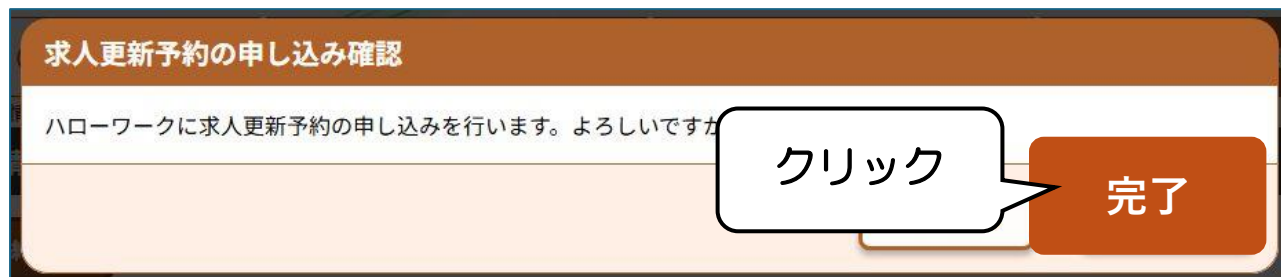 求人更新予約の申し込み確認
ハローワークに求人更新予約の申し込みを行います。よろしいです
クリック
完了